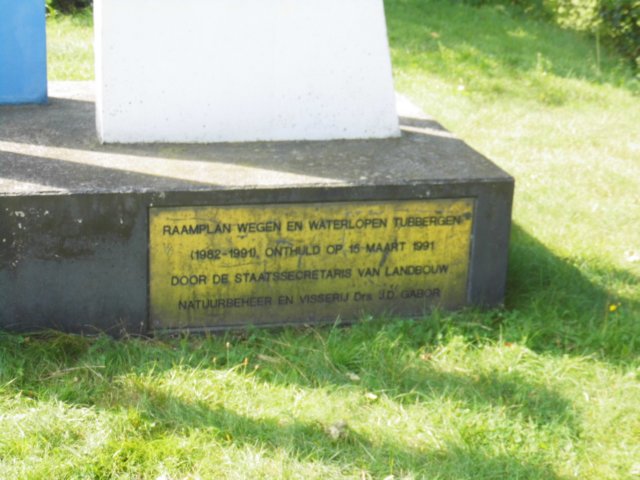 RAAMPLAN WEGEN EN WATERLOPEN TUBBERGEN
(1982-1991), ONTHULD OP 15 MAART 1991
DOOR DE STAATSSECRETARIS VAN LANDBOUW
NATUURBEHEER EN VISSERIJ Drs. J.D. GABOR